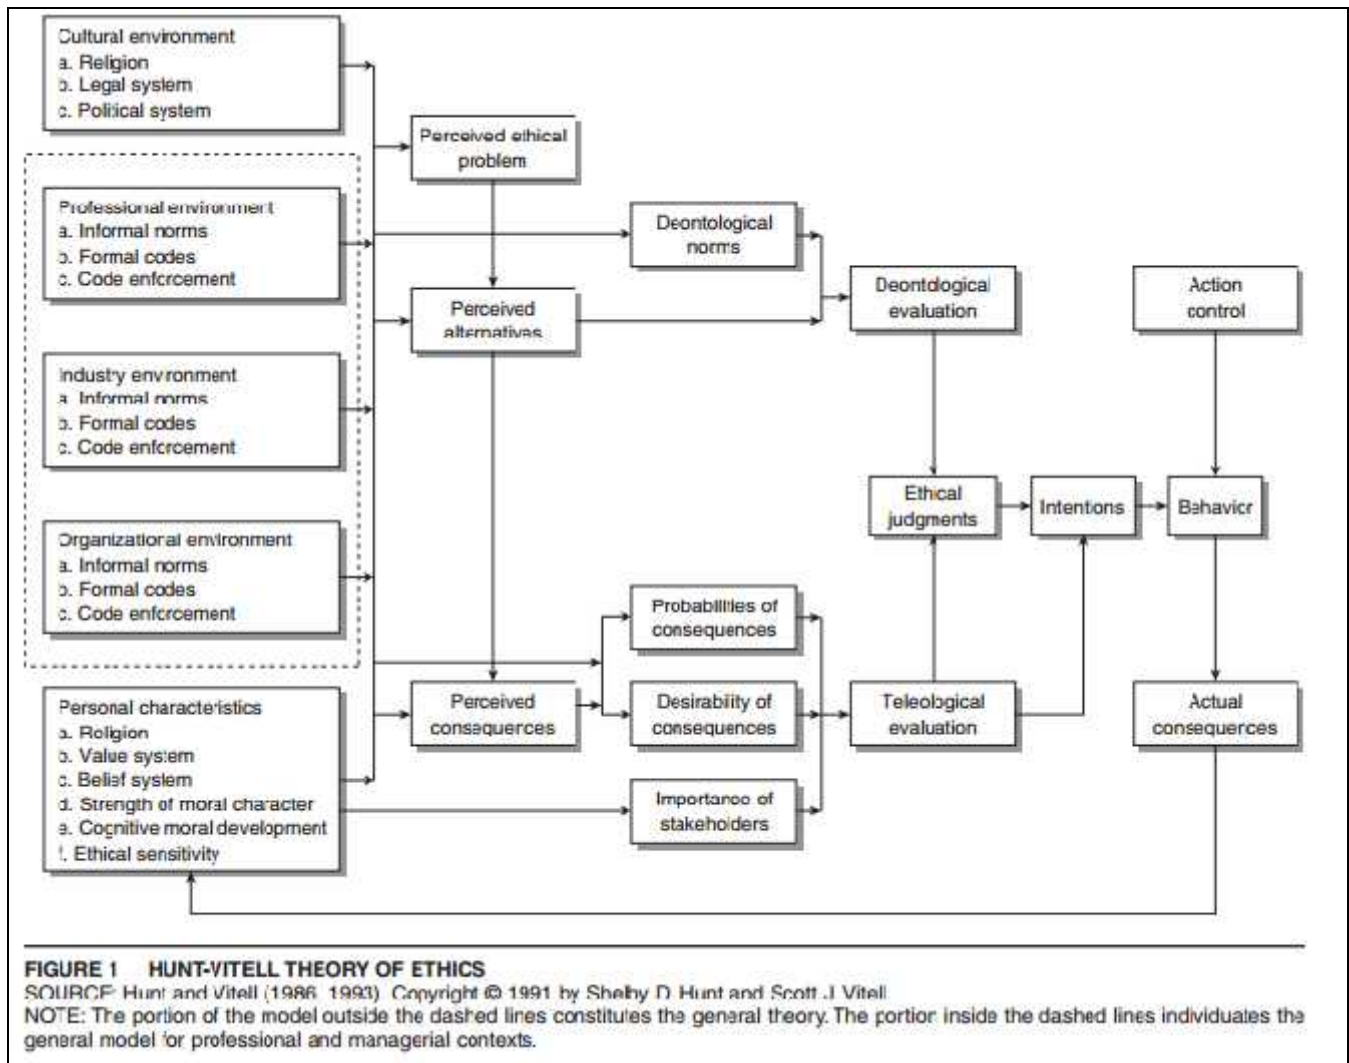 Cultural environment
a. Religion
b. Legal system
c. Political system
Perceived ethical
problem
Professional environment
a. Informal norms
b. Formal codes
c. Code enforcement
Deontological
norms
Perceived
alternatives
Deontological
evaluation
Action
control
Industry environment
a. Informal norms
b. Formal codes
c. Code enforcement
Ethical
judgments
Intentions
Behavior
Organizational environment
a. Informal norms
b. Formal codes
c. Code enforcement
Probabilities of
consequences
Perceived
consequences
Desirability of
consequences
Teleological
evaluation
Actual
consequences
Personal characteristics
a. Religion
b. Value system
c. Belief system
d. Strength of moral character
e. Cognitive moral development
f. Ethical sensitivity
Importance of
stakeholders
FIGURE 1 HUNT-VITELL THEORY OF ETHICS
SOURCE: Hunt and Vitell (1986, 1993). Copyright © 1991 by Shelby D. Hunt and Scott J. Vitell.
NOTE: The portion of the model outside the dashed lines constitutes the general theory. The portion inside the dashed lines individuates the
general model for professional and managerial contexts.